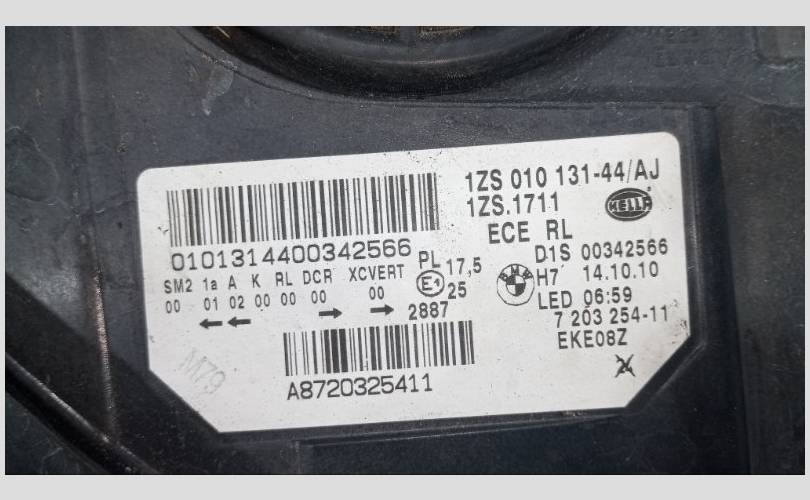 1ZS 010 131-44/AJ
1ZS.1711
HELLA
ECE RL
0101314400342566
PL 17,5
D1S 00342566
SM2 1a A K RL DCR XCVERT
E1
BMW
H7 14.10.10
00 01 02 00 00 00 00
25
LED 06:59
2887
7 203 254-11
EKE08Z
M79
A8720325411